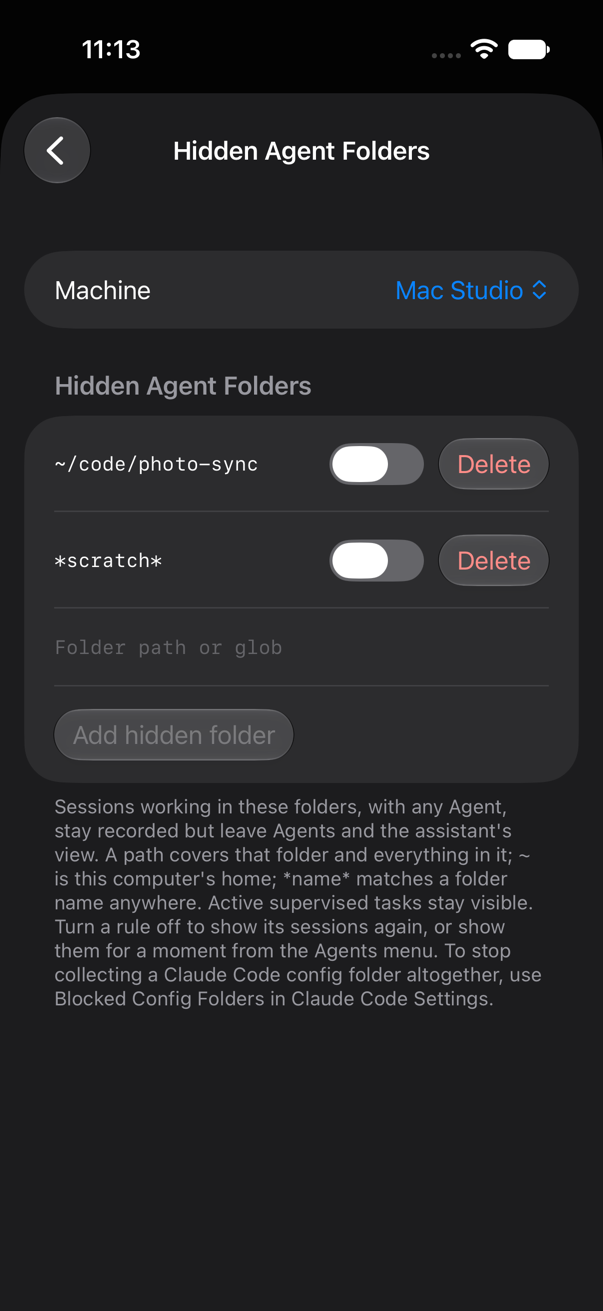 11:13
Hidden Agent Folders
Machine
Mac Studio
Hidden Agent Folders
~/code/photo-sync
Delete
*scratch*
Delete
Folder path or glob
Add hidden folder
Sessions working in these folders, with any Agent,
stay recorded but leave Agents and the assistant's
view. A path covers that folder and everything in it; ~
is this computer's home; *name* matches a folder
name anywhere. Active supervised tasks stay visible.
Turn a rule off to show its sessions again, or show
them for a moment from the Agents menu. To stop
collecting a Claude Code config folder altogether, use
Blocked Config Folders in Claude Code Settings.